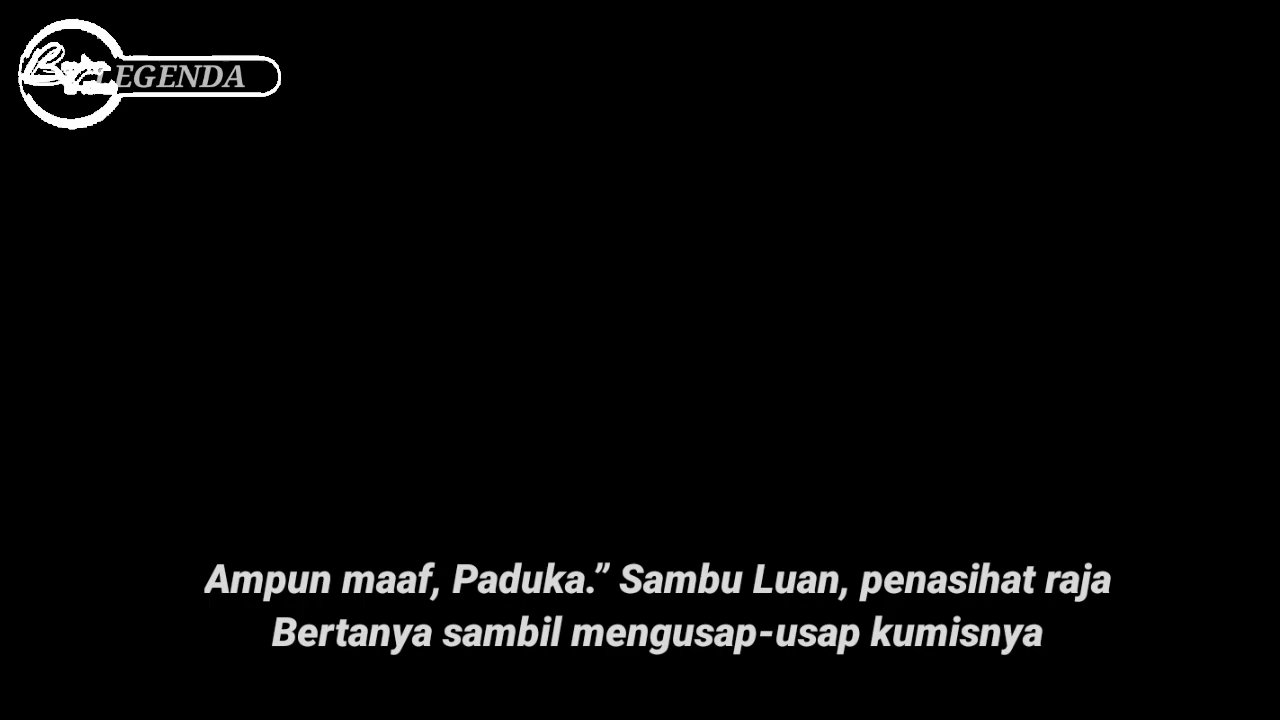 LEGENDA
Ampun maaf, Paduka.” Sambu Luan, penasihat raja
Bertanya sambil mengusap-usap kumisnya